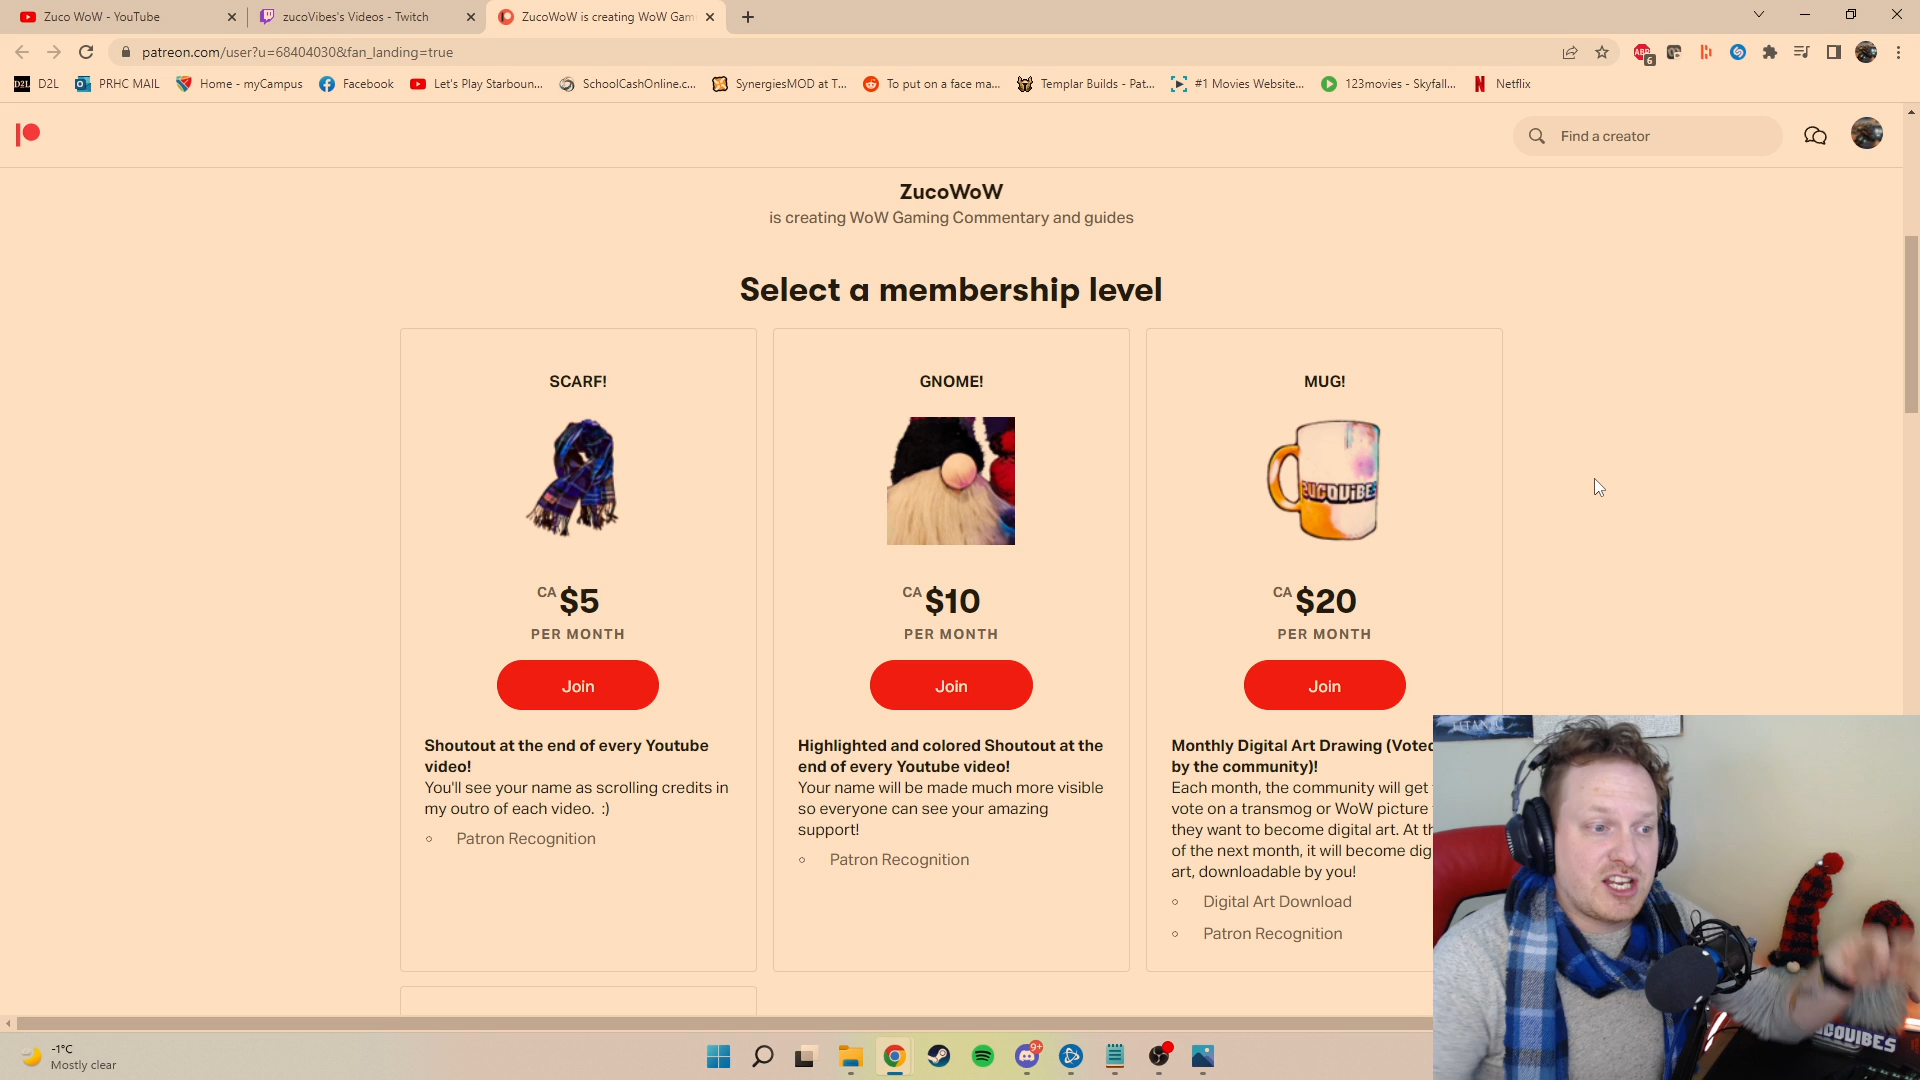 Zuco WoW - YouTube
zucoVibes's Videos - Twitch
ZucoWoW is creating WoW Gam
patreon.com/user?u=68404030&fan_landing=true
ABP
6
D2L
D2L
PRHC MAIL
Home - myCampus
Facebook
Let's Play Starboun...
SchoolCashOnline.c...
SynergiesMOD at T...
To put on a face ma...
Templar Builds - Pat...
#1 Movies Website...
123movies - Skyfall...
Netflix
Find a creator
ZucoWoW
is creating WoW Gaming Commentary and guides
Select a membership level
SCARF!
GNOME!
MUG!
ZUCOVIBES
CA $5
PER MONTH
CA $10
PER MONTH
CA $20
PER MONTH
Join
Join
Join
Shoutout at the end of every Youtube
video!
You'll see your name as scrolling credits in
my outro of each video. :)
Patron Recognition
Highlighted and colored Shoutout at the
end of every Youtube video!
Your name will be made much more visible
so everyone can see your amazing
support!
Patron Recognition
Monthly Digital Art Drawing (Voted
by the community)!
Each month, the community will get
vote on a transmog or WoW picture
they want to become digital art. At th
of the next month, it will become dig
art, downloadable by you!
Digital Art Download
Patron Recognition
TITANIC
COVIBES
-1°C
Mostly clear
9+